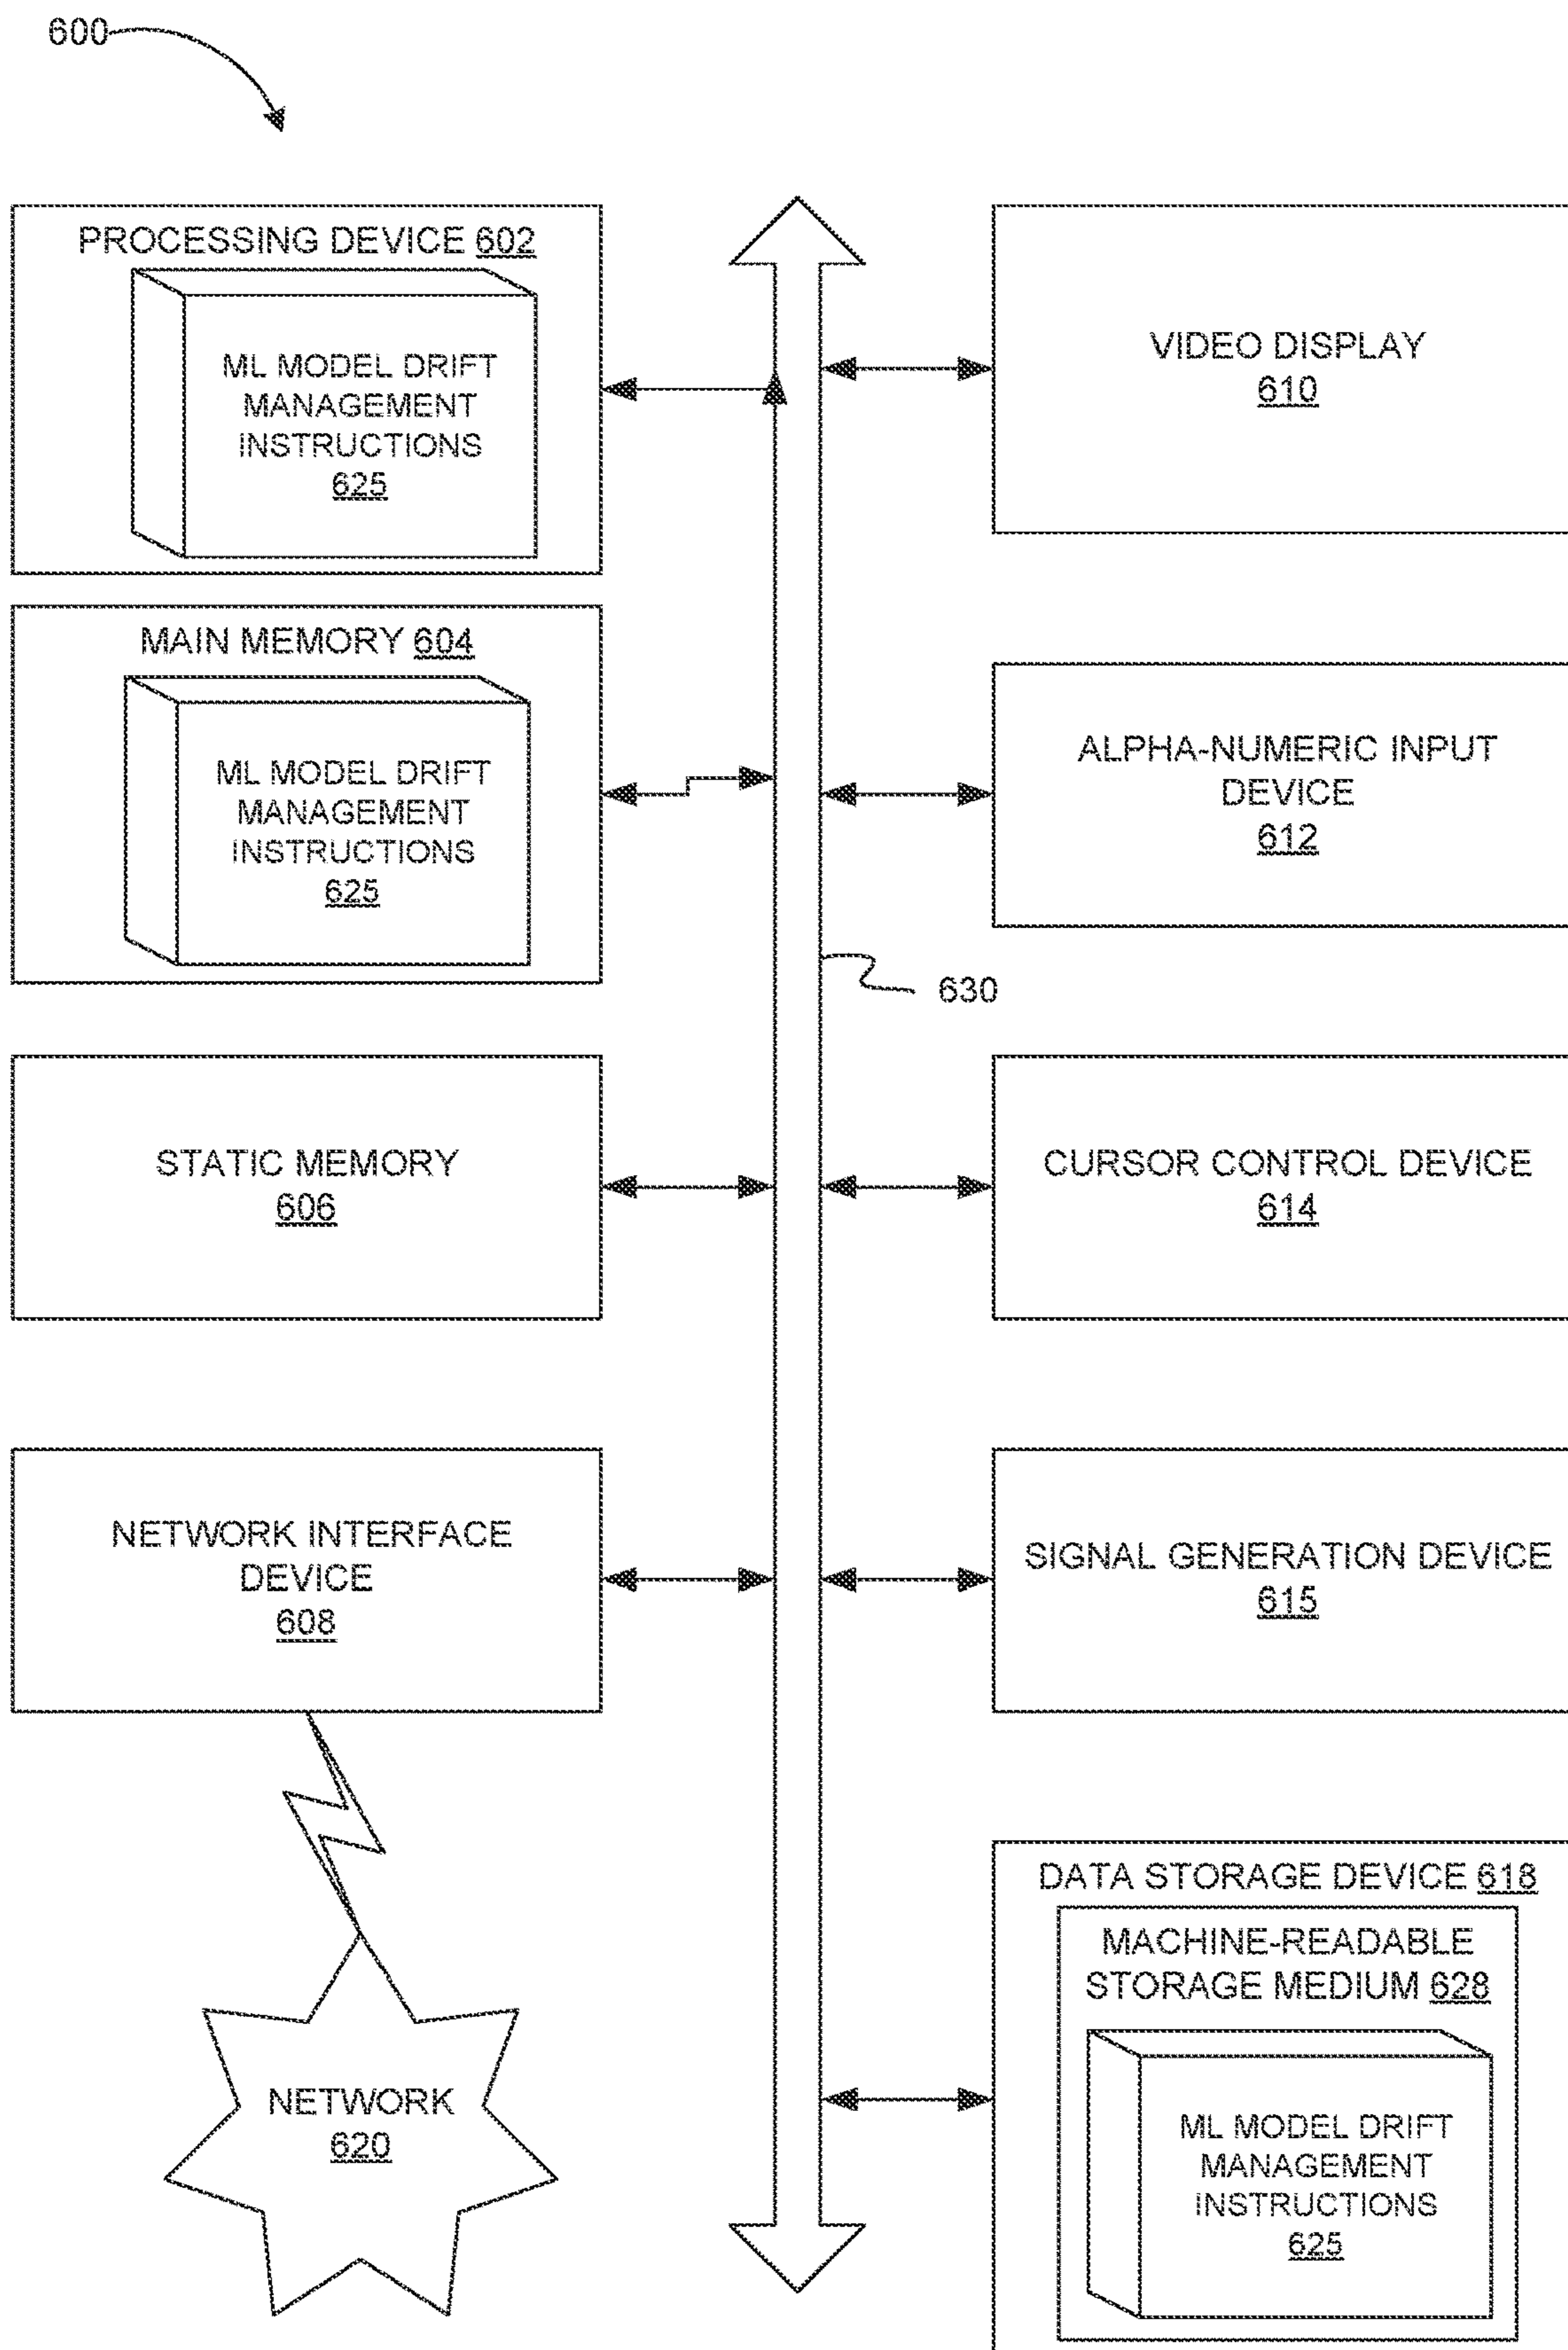 600
PROCESSING DEVICE 602
ML MODEL DRIFT
MANAGEMENT
INSTRUCTIONS
625
MAIN MEMORY 604
ML MODEL DRIFT
MANAGEMENT
INSTRUCTIONS
625
STATIC MEMORY
606
NETWORK INTERFACE
DEVICE
608
NETWORK
620
630
VIDEO DISPLAY
610
ALPHA-NUMERIC INPUT
DEVICE
612
CURSOR CONTROL DEVICE
614
SIGNAL GENERATION DEVICE
615
DATA STORAGE DEVICE 618
MACHINE-READABLE
STORAGE MEDIUM 628
ML MODEL DRIFT
MANAGEMENT
INSTRUCTIONS
625